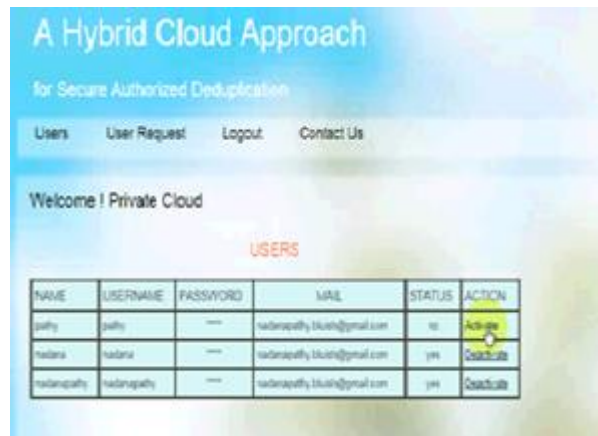 A Hybrid Cloud Approach
for Secure Authorized Deduplication
Users User Request Logout Contact Us
Welcome ! Private Cloud
USERS
NAME USERNAME PASSWORD MAIL STATUS ACTION
pathy pathy **** no Activate
nadana nadana **** yes Deactivate
nadanapathy nadanapathy **** yes Deactivate